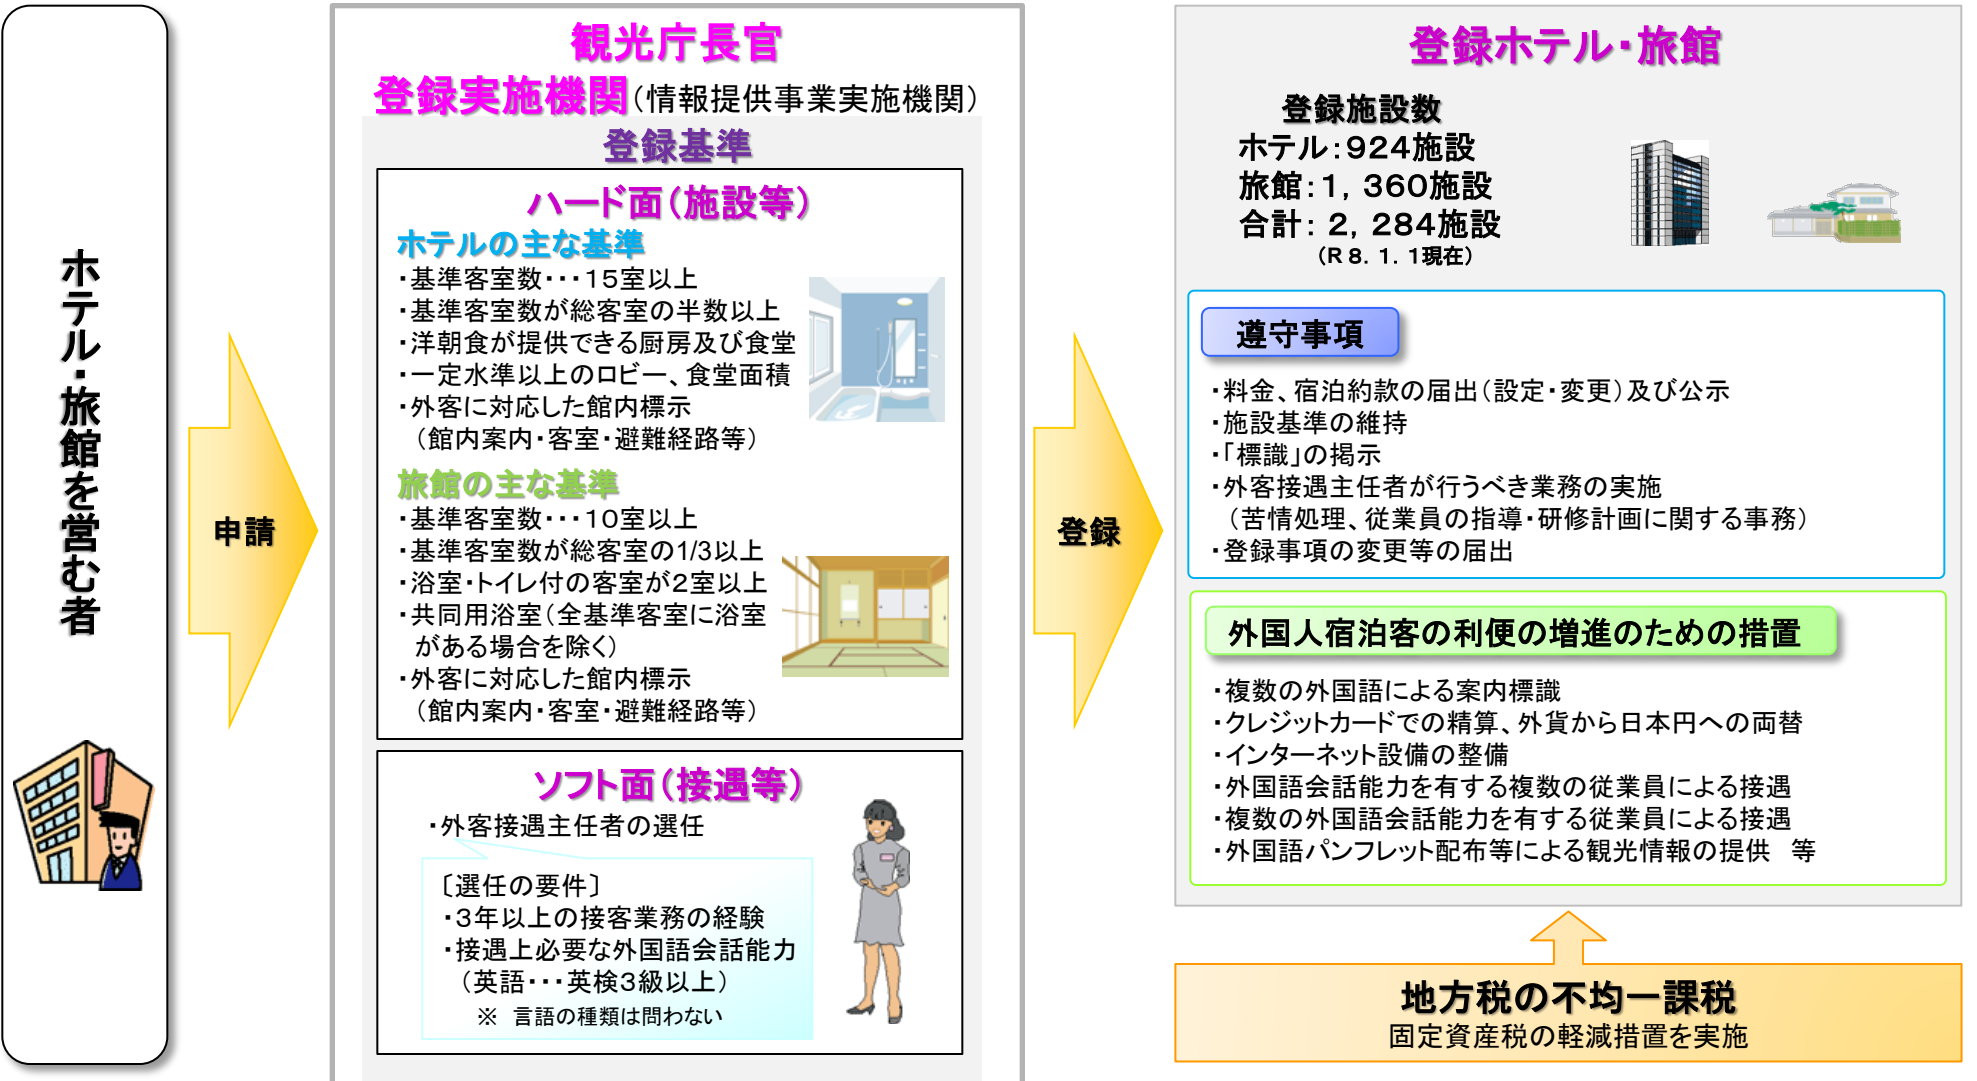 ホテル・旅館を営む者
申請
観光庁長官
登録実施機関(情報提供事業実施機関)
登録基準
ハード面(施設等)
ホテルの主な基準
・基準客室数・・・15室以上
・基準客室数が総客室の半数以上
・洋朝食が提供できる厨房及び食堂
・一定水準以上のロビー、食堂面積
・外客に対応した館内標示
(館内案内・客室・避難経路等)
旅館の主な基準
・基準客室数・・・10室以上
・基準客室数が総客室の1/3以上
・浴室・トイレ付の客室が2室以上
・共同用浴室(全基準客室に浴室
がある場合を除く)
・外客に対応した館内標示
(館内案内・客室・避難経路等)
ソフト面(接遇等)
・外客接遇主任者の選任
〔選任の要件〕
・3年以上の接客業務の経験
・接遇上必要な外国語会話能力
(英語・・・英検3級以上)
※ 言語の種類は問わない
登録
登録ホテル・旅館
登録施設数
ホテル:924施設
旅館:1,360施設
合計:2,284施設
(R8.1.1現在)
遵守事項
・料金、宿泊約款の届出(設定・変更)及び公示
・施設基準の維持
・「標識」の掲示
・外客接遇主任者が行うべき業務の実施
(苦情処理、従業員の指導・研修計画に関する事務)
・登録事項の変更等の届出
外国人宿泊客の利便の増進のための措置
・複数の外国語による案内標識
・クレジットカードでの精算、外貨から日本円への両替
・インターネット設備の整備
・外国語会話能力を有する複数の従業員による接遇
・複数の外国語会話能力を有する従業員による接遇
・外国語パンフレット配布等による観光情報の提供 等
地方税の不均一課税
固定資産税の軽減措置を実施